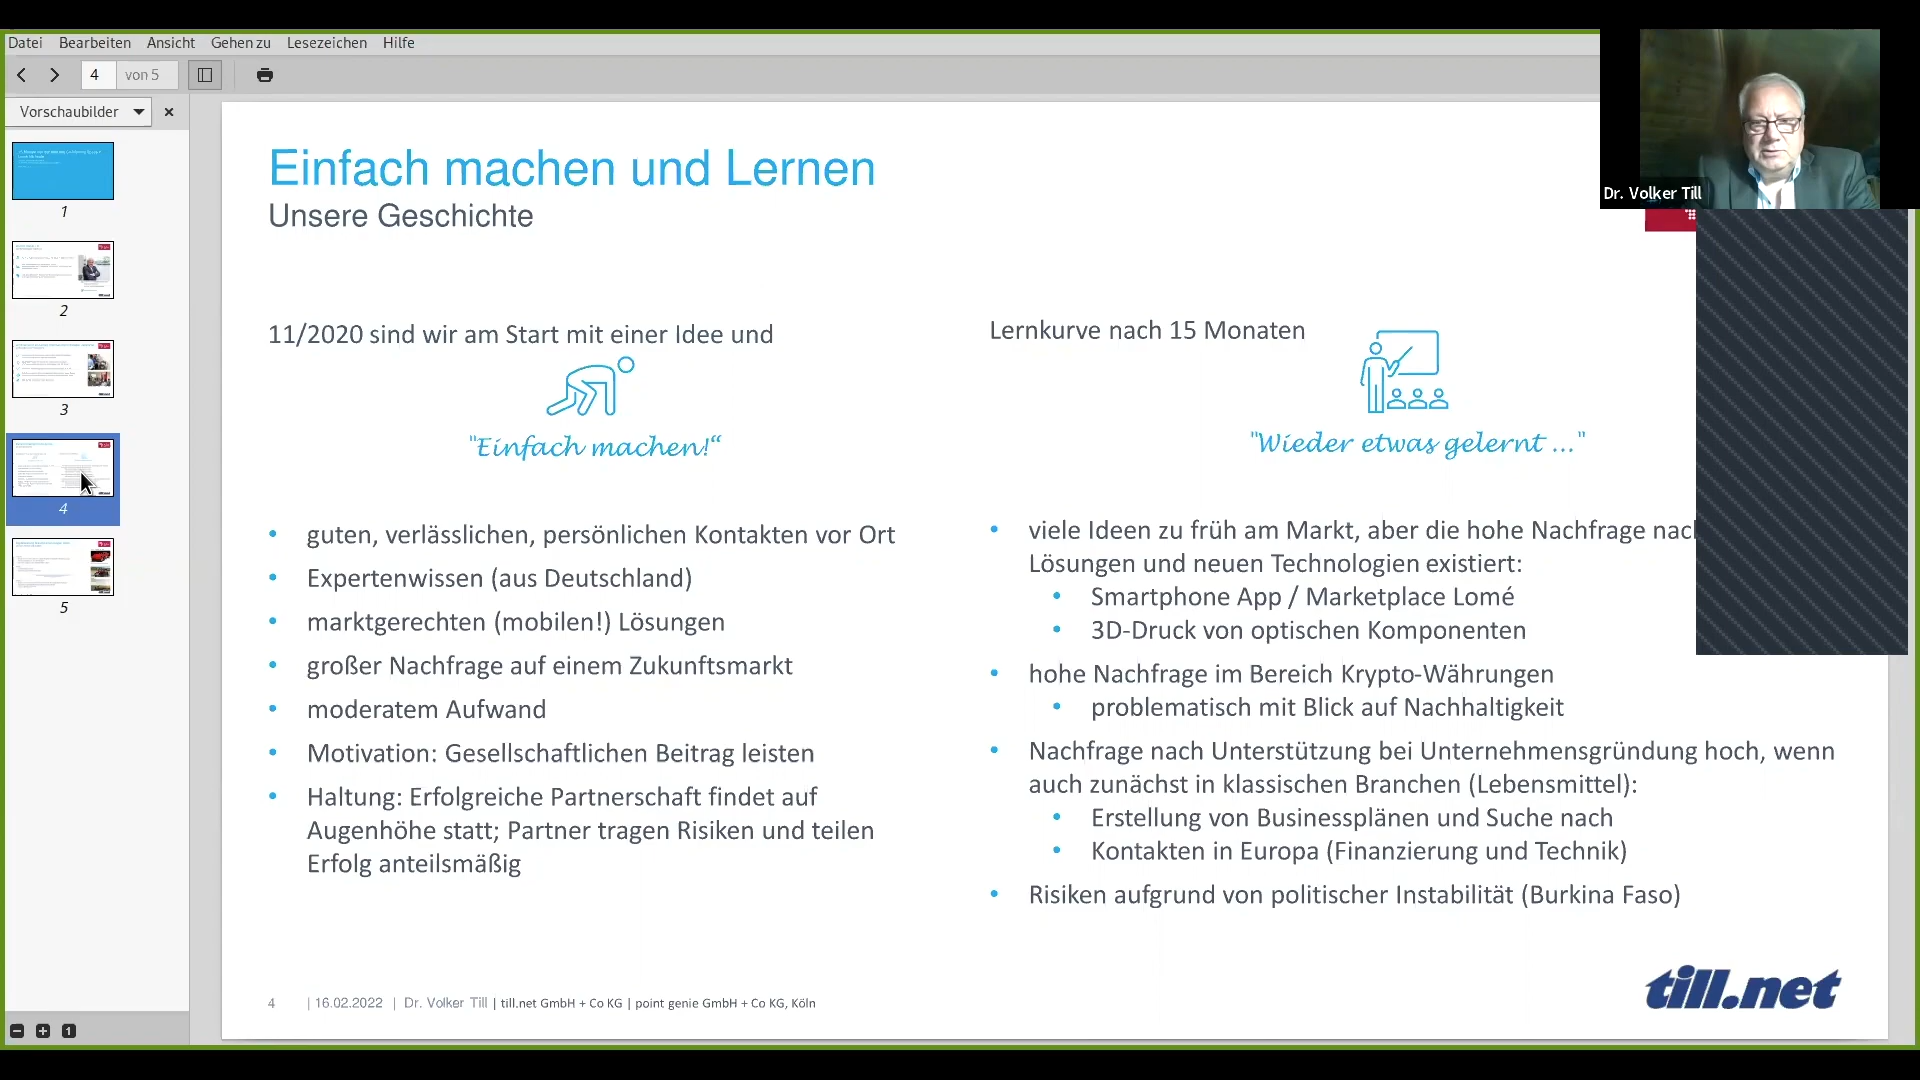 Datei Bearbeiten Ansicht Gehen zu Lesezeichen Hilfe
4 von 5
Vorschaubilder
1
2
3
4
5
Dr. Volker Till
Einfach machen und Lernen
Unsere Geschichte
11/2020 sind wir am Start mit einer Idee und
"Einfach machen!“
guten, verlässlichen, persönlichen Kontakten vor Ort
Expertenwissen (aus Deutschland)
marktgerechten (mobilen!) Lösungen
großer Nachfrage auf einem Zukunftsmarkt
moderatem Aufwand
Motivation: Gesellschaftlichen Beitrag leisten
Haltung: Erfolgreiche Partnerschaft findet auf
Augenhöhe statt; Partner tragen Risiken und teilen
Erfolg anteilsmäßig
Lernkurve nach 15 Monaten
"Wieder etwas gelernt ..."
viele Ideen zu früh am Markt, aber die hohe Nachfrage nach
Lösungen und neuen Technologien existiert:
Smartphone App / Marketplace Lomé
3D-Druck von optischen Komponenten
hohe Nachfrage im Bereich Krypto-Währungen
problematisch mit Blick auf Nachhaltigkeit
Nachfrage nach Unterstützung bei Unternehmensgründung hoch, wenn
auch zunächst in klassischen Branchen (Lebensmittel):
Erstellung von Businessplänen und Suche nach
Kontakten in Europa (Finanzierung und Technik)
Risiken aufgrund von politischer Instabilität (Burkina Faso)
4 | 16.02.2022 | Dr. Volker Till | till.net GmbH + Co KG | point genie GmbH + Co KG, Köln
till.net